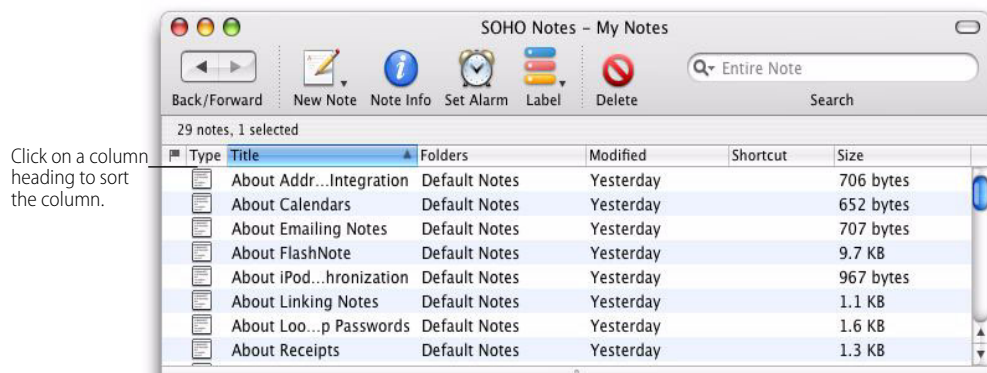 SOHO Notes – My Notes
Back/Forward New Note Note Info Set Alarm Label Delete Entire Note Search
29 notes, 1 selected
Click on a column heading to sort the column.
Type Title Folders Modified Shortcut Size
About Addr...Integration Default Notes Yesterday 706 bytes
About Calendars Default Notes Yesterday 652 bytes
About Emailing Notes Default Notes Yesterday 707 bytes
About FlashNote Default Notes Yesterday 9.7 KB
About iPod...hronization Default Notes Yesterday 967 bytes
About Linking Notes Default Notes Yesterday 1.1 KB
About Loo...p Passwords Default Notes Yesterday 1.6 KB
About Receipts Default Notes Yesterday 1.3 KB